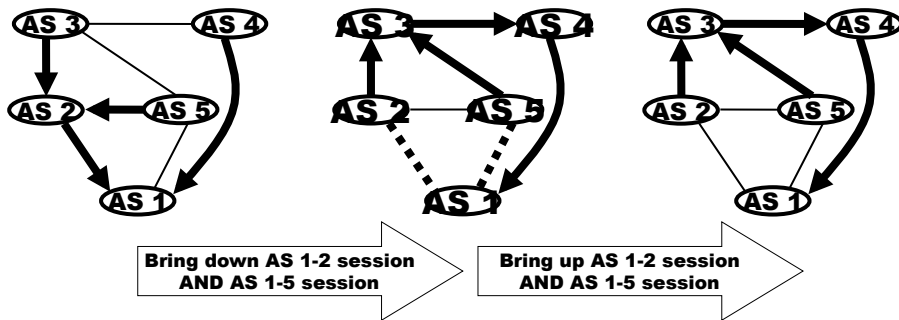 AS 3 AS 4 AS 3 AS 4 AS 3 AS 4
AS 2 AS 5 AS 2 AS 5 AS 2 AS 5
AS 1 AS 1 AS 1
Bring down AS 1-2 session
AND AS 1-5 session
Bring up AS 1-2 session
AND AS 1-5 session